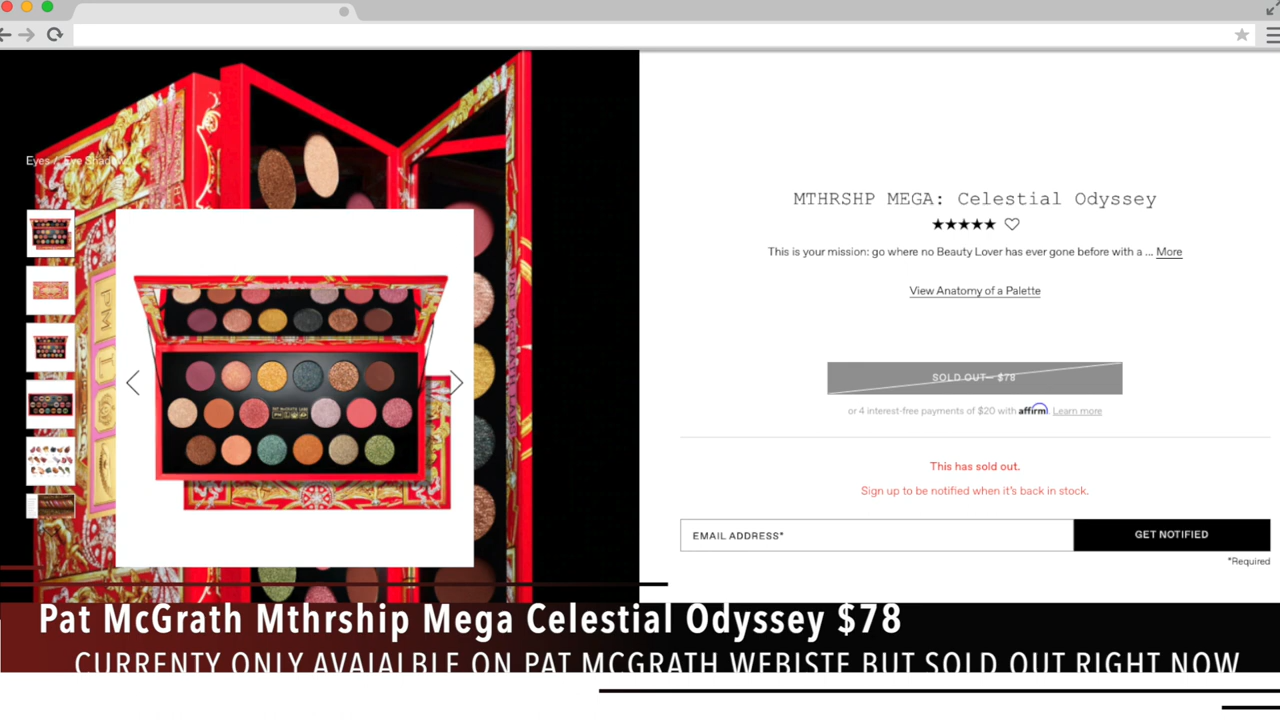 Eyes / Eye Shadow
MTHRSHP MEGA: Celestial Odyssey
This is your mission: go where no Beauty Lover has ever gone before with a ... More
View Anatomy of a Palette
SOLD OUT— $78
or 4 interest-free payments of $20 with affirm. Learn more
This has sold out.
Sign up to be notified when it's back in stock.
EMAIL ADDRESS*
GET NOTIFIED
*Required
PAT McGRATH LABS
Pat McGrath Mthrship Mega Celestial Odyssey $78
CURRENTY ONLY AVAIALBLE ON PAT MCGRATH WEBISTE BUT SOLD OUT RIGHT NOW